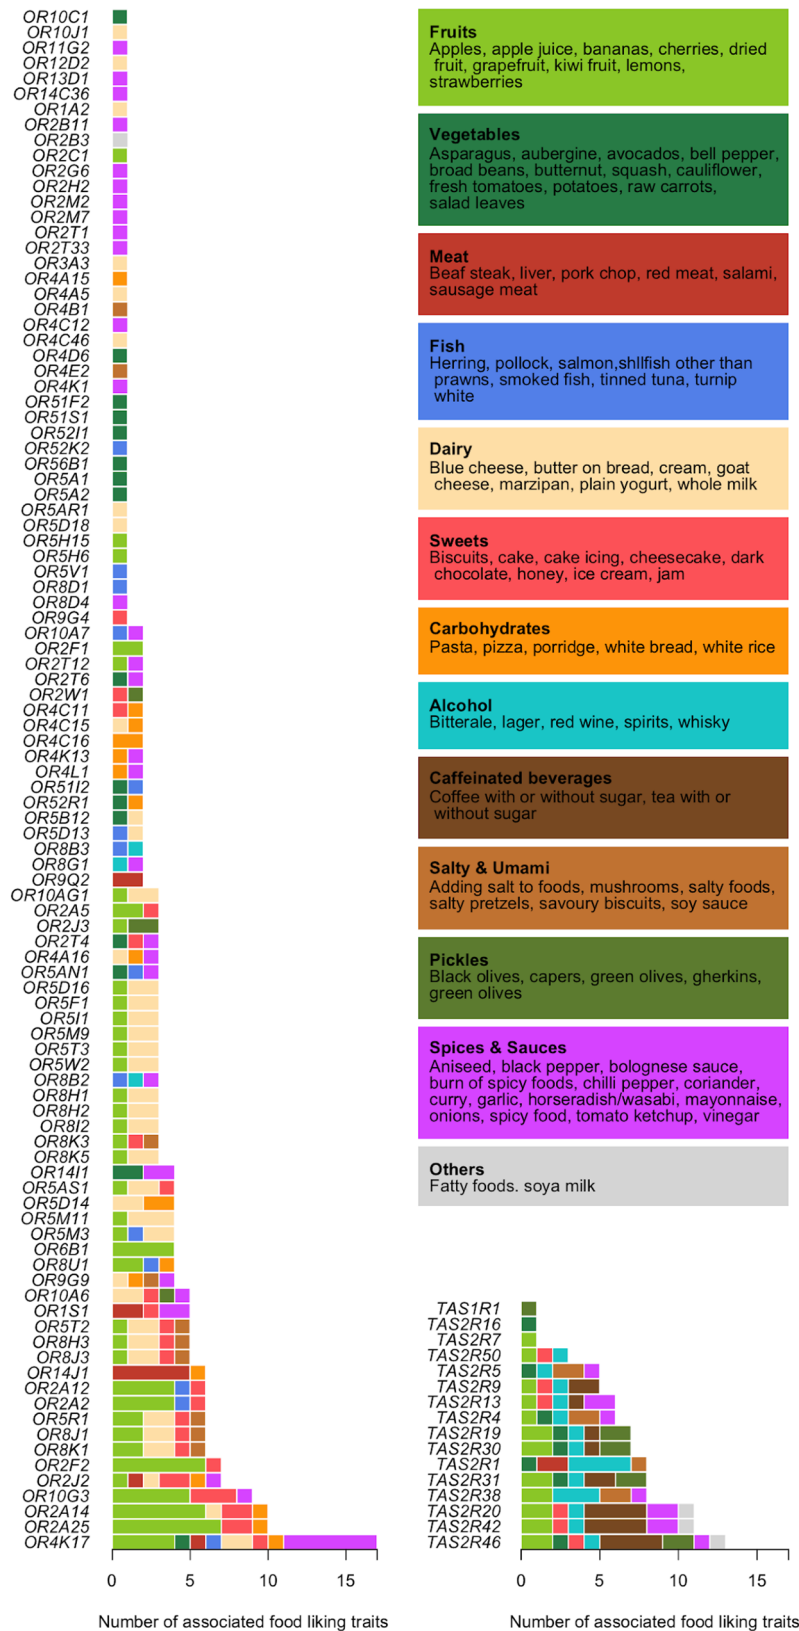 OR10C1
OR10J1
OR11G2
OR12D2
OR13D1
OR14C36
OR1A2
OR2B11
OR2B3
OR2C1
OR2G6
OR2H2
OR2M2
OR2M7
OR2T1
OR2T33
OR3A3
OR4A15
OR4A5
OR4B1
OR4C12
OR4C46
OR4D6
OR4E2
OR4K1
OR51F2
OR51S1
OR52I1
OR52K2
OR56B1
OR5A1
OR5A2
OR5AR1
OR5D18
OR5H15
OR5H6
OR5V1
OR8D1
OR8D4
OR9G4
OR10A7
OR2F1
OR2T12
OR2T6
OR2W1
OR4C11
OR4C15
OR4C16
OR4K13
OR4L1
OR51I2
OR52R1
OR5B12
OR5D13
OR8B3
OR8G1
OR9Q2
OR10AG1
OR2A5
OR2J3
OR2T4
OR4A16
OR5AN1
OR5D16
OR5F1
OR5I1
OR5M9
OR5T3
OR5W2
OR8B2
OR8H1
OR8H2
OR8I2
OR8K3
OR8K5
OR14I1
OR5AS1
OR5D14
OR5M11
OR5M3
OR6B1
OR8U1
OR9G9
OR10A6
OR1S1
OR5T2
OR8H3
OR8J3
OR14J1
OR2A12
OR2A2
OR5R1
OR8J1
OR8K1
OR2F2
OR2J2
OR10G3
OR2A14
OR2A25
OR4K17
0 5 10 15
Number of associated food liking traits
Fruits
Apples, apple juice, bananas, cherries, dried
fruit, grapefruit, kiwi fruit, lemons,
strawberries
Vegetables
Asparagus, aubergine, avocados, bell pepper,
broad beans, butternut, squash, cauliflower,
fresh tomatoes, potatoes, raw carrots,
salad leaves
Meat
Beaf steak, liver, pork chop, red meat, salami,
sausage meat
Fish
Herring, pollock, salmon,shllfish other than
prawns, smoked fish, tinned tuna, turnip
white
Dairy
Blue cheese, butter on bread, cream, goat
cheese, marzipan, plain yogurt, whole milk
Sweets
Biscuits, cake, cake icing, cheesecake, dark
chocolate, honey, ice cream, jam
Carbohydrates
Pasta, pizza, porridge, white bread, white rice
Alcohol
Bitterale, lager, red wine, spirits, whisky
Caffeinated beverages
Coffee with or without sugar, tea with or
without sugar
Salty & Umami
Adding salt to foods, mushrooms, salty foods,
salty pretzels, savoury biscuits, soy sauce
Pickles
Black olives, capers, green olives, gherkins,
green olives
Spices & Sauces
Aniseed, black pepper, bolognese sauce,
burn of spicy foods, chilli pepper, coriander,
curry, garlic, horseradish/wasabi, mayonnaise,
onions, spicy food, tomato ketchup, vinegar
Others
Fatty foods. soya milk
TAS1R1
TAS2R16
TAS2R7
TAS2R50
TAS2R5
TAS2R9
TAS2R13
TAS2R4
TAS2R19
TAS2R30
TAS2R1
TAS2R31
TAS2R38
TAS2R20
TAS2R42
TAS2R46
0 5 10 15
Number of associated food liking traits